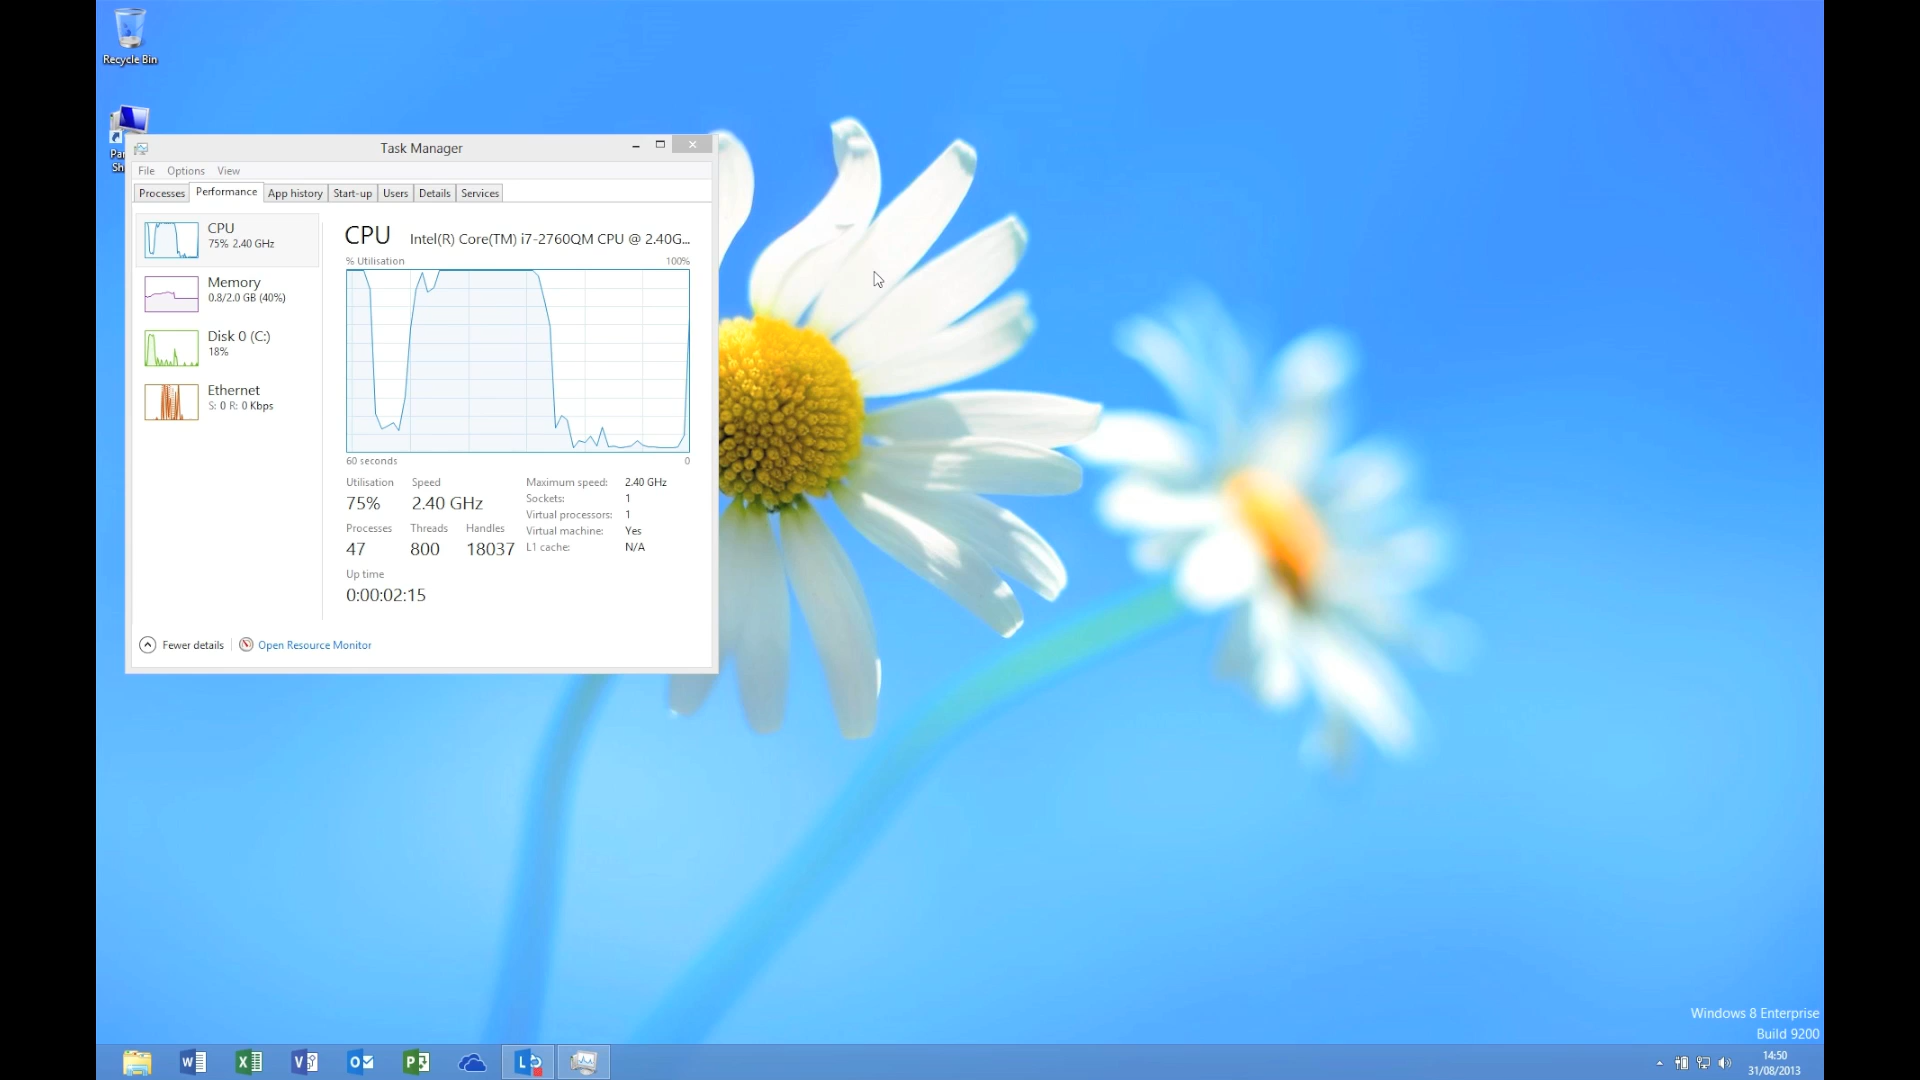 Recycle Bin
Par
Sh
Task Manager
File Options View
Processes Performance App history Start-up Users Details Services
CPU
75% 2.40 GHz
Memory
0.8/2.0 GB (40%)
Disk 0 (C:)
18%
Ethernet
S: 0 R: 0 Kbps
CPU Intel(R) Core(TM) i7-2760QM CPU @ 2.40G...
% Utilisation 100%
60 seconds 0
Utilisation Speed
75% 2.40 GHz
Processes Threads Handles
47 800 18037
Up time
0:00:02:15
Maximum speed: 2.40 GHz
Sockets: 1
Virtual processors: 1
Virtual machine: Yes
L1 cache: N/A
Fewer details Open Resource Monitor
Windows 8 Enterprise
Build 9200
14:50
31/08/2013